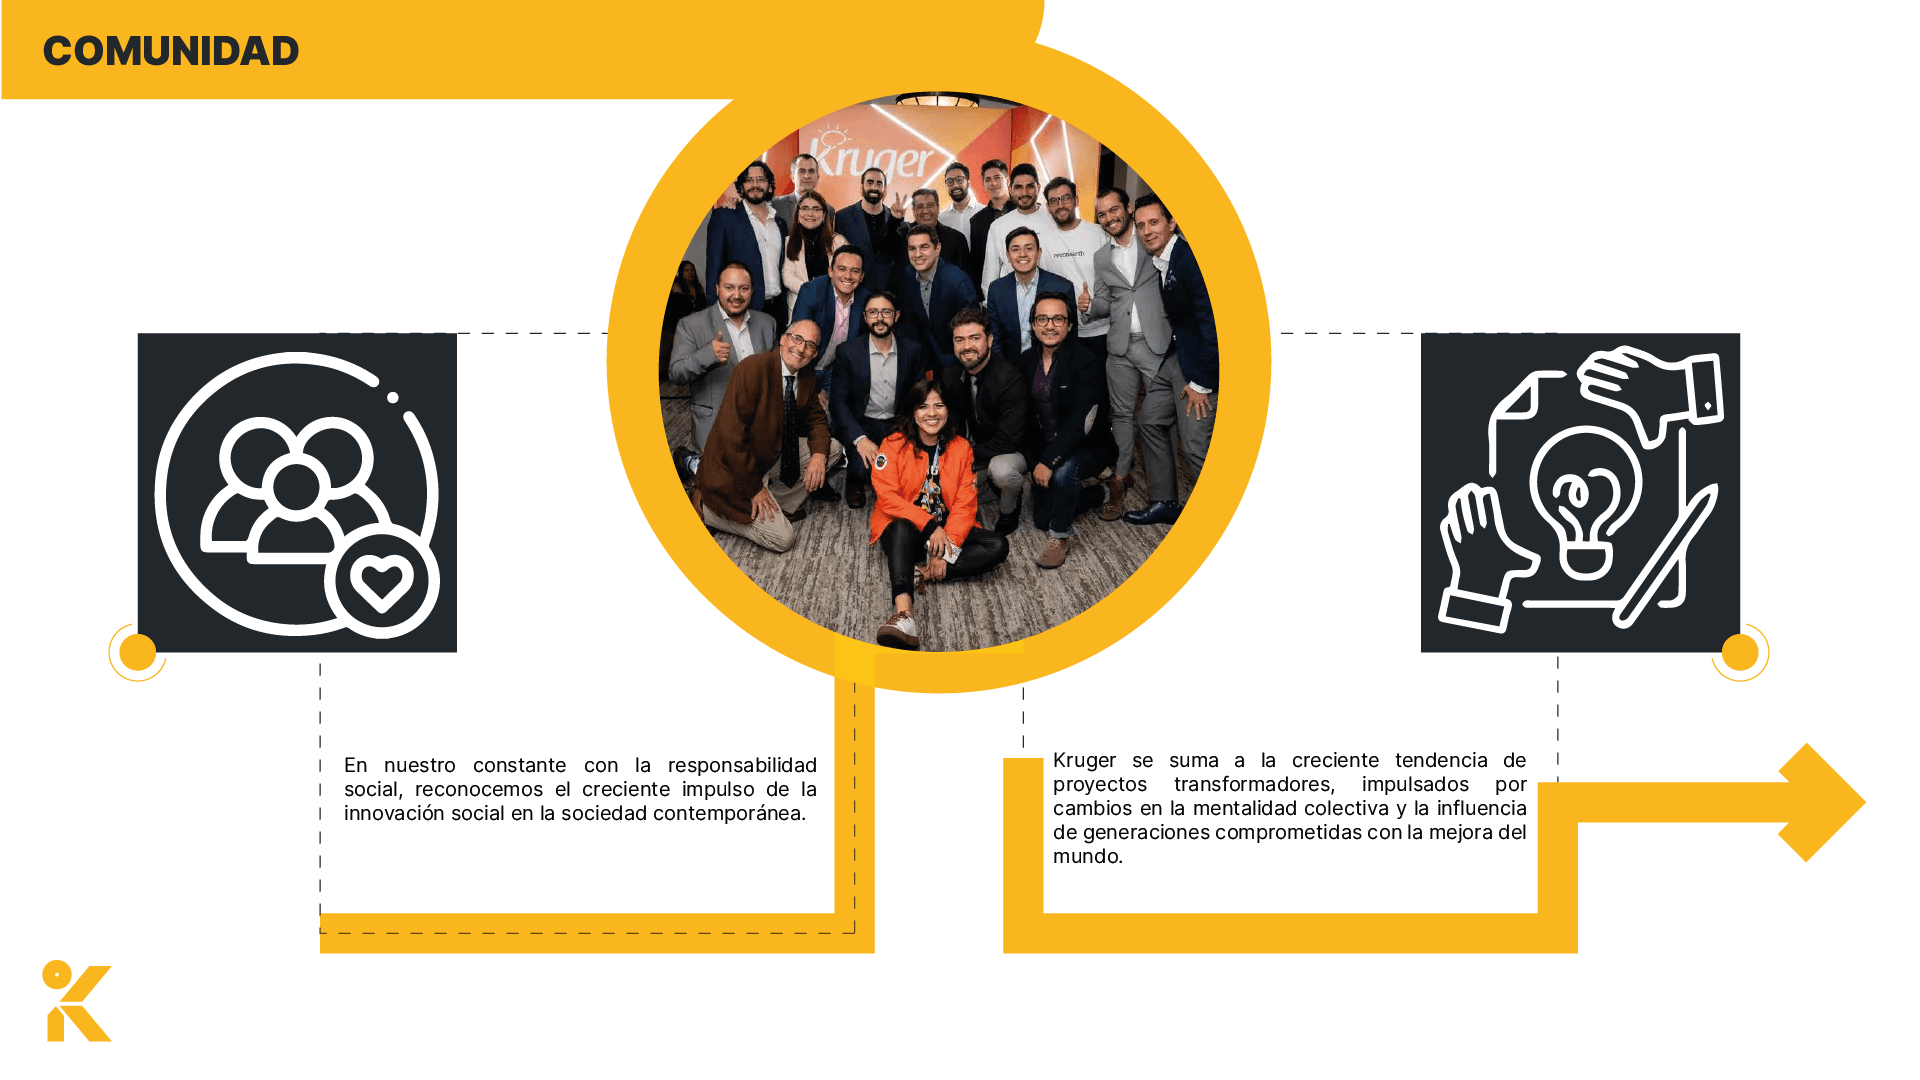 COMUNIDAD
Kruger
En nuestro constante con la responsabilidad
social, reconocemos el creciente impulso de la
innovación social en la sociedad contemporánea.
Kruger se suma a la creciente tendencia de
proyectos transformadores, impulsados por
cambios en la mentalidad colectiva y la influencia
de generaciones comprometidas con la mejora del
mundo.